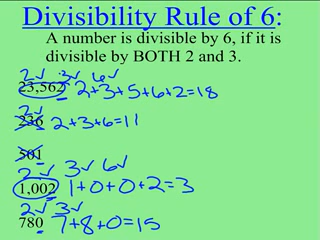 Divisibility Rule of 6:
A number is divisible by 6, if it is
divisible by BOTH 2 and 3.
2✓ 3✓ 6✓
23,562 2+3+5+6+2=18
2✓
236 2+3+6=11
501
2✓ 3✓ 6✓
1,002 1+0+0+2=3
2✓ 3✓
780 7+8+0=15